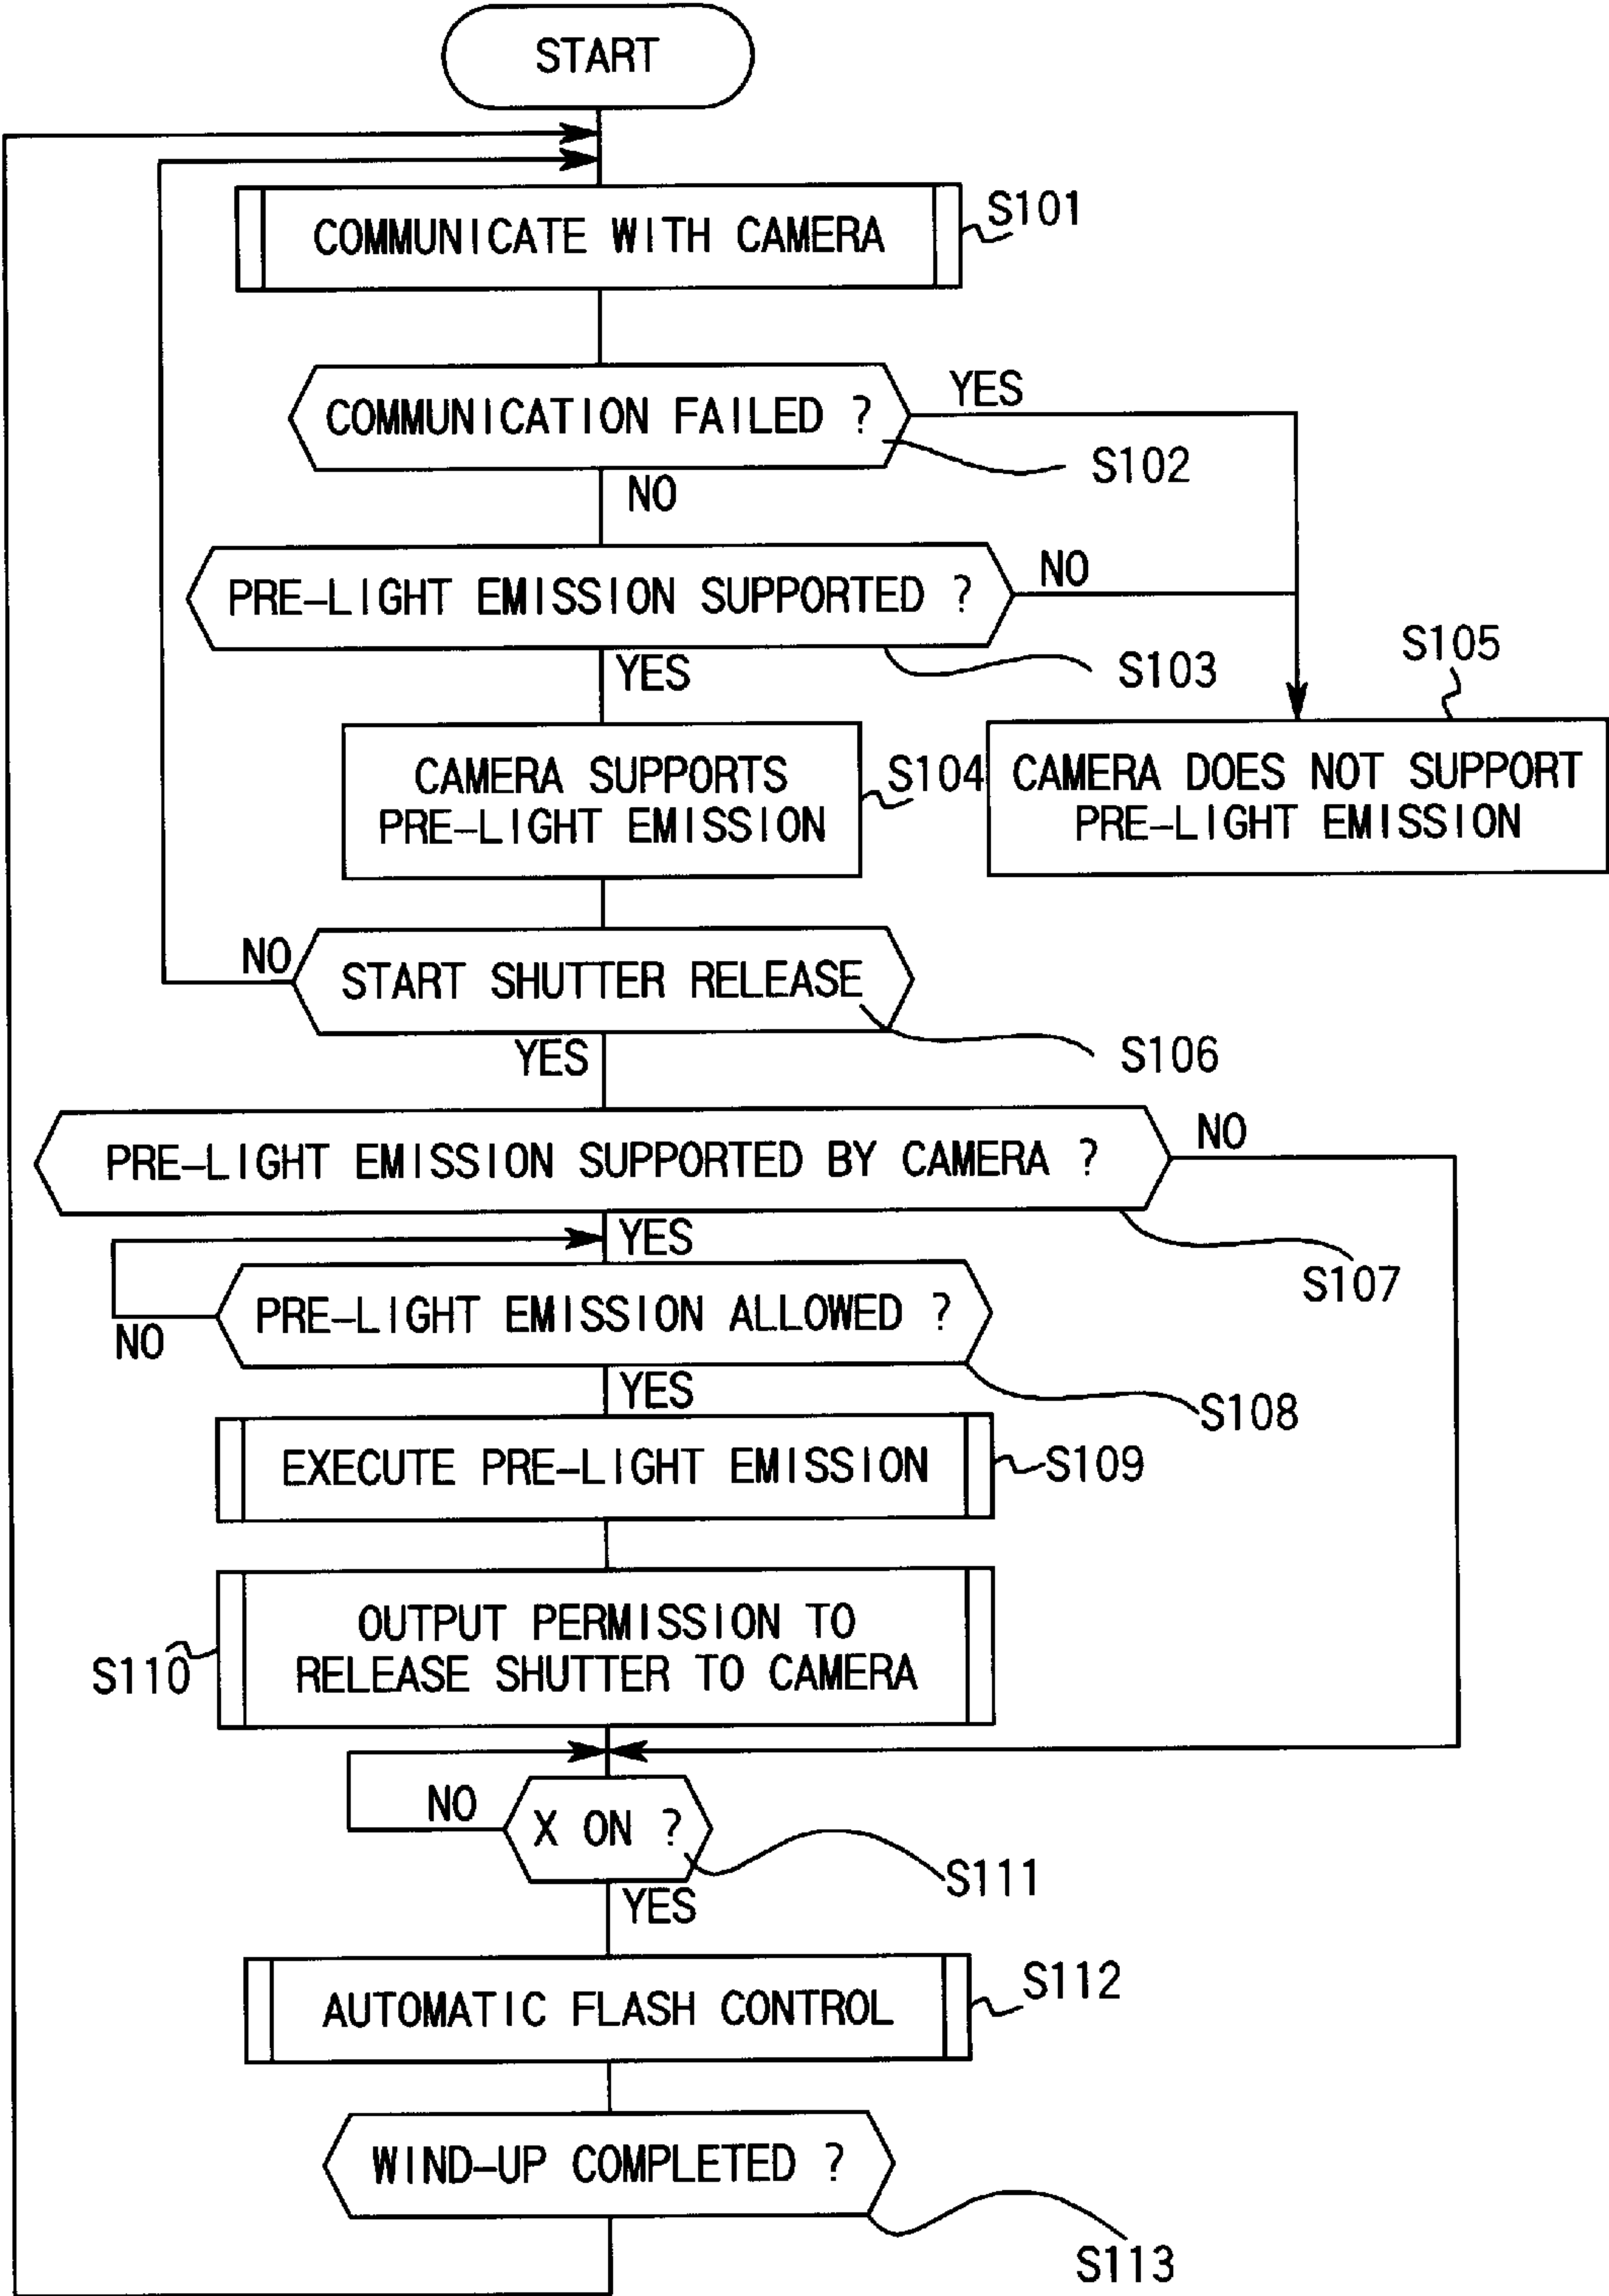 START
COMMUNICATE WITH CAMERA
S101
COMMUNICATION FAILED ?
YES
S102
NO
PRE-LIGHT EMISSION SUPPORTED ?
NO
S103
YES
S105
CAMERA SUPPORTS
PRE-LIGHT EMISSION
S104
CAMERA DOES NOT SUPPORT
PRE-LIGHT EMISSION
NO
START SHUTTER RELEASE
S106
YES
PRE-LIGHT EMISSION SUPPORTED BY CAMERA ?
NO
YES
S107
PRE-LIGHT EMISSION ALLOWED ?
NO
YES
S108
EXECUTE PRE-LIGHT EMISSION
S109
OUTPUT PERMISSION TO
RELEASE SHUTTER TO CAMERA
S110
NO
X ON ?
S111
YES
AUTOMATIC FLASH CONTROL
S112
WIND-UP COMPLETED ?
S113